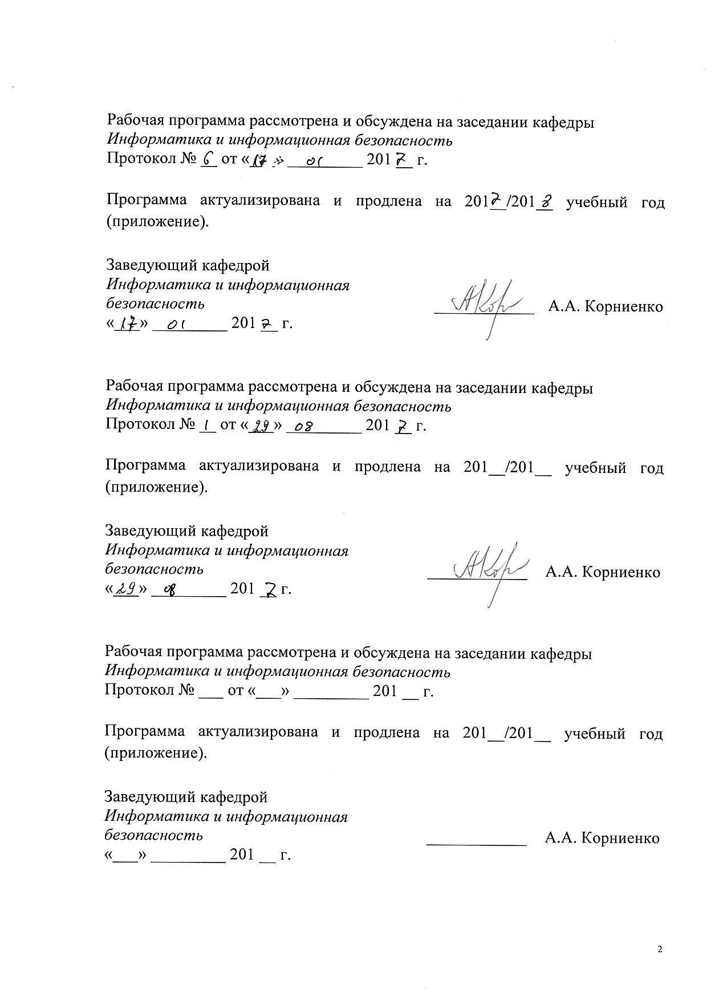 Рабочая программа рассмотрена и обсуждена на заседании кафедры
Информатика и информационная безопасность
Протокол № 6 от «17» 01 2017 г.
Программа актуализирована и продлена на 2017/2018 учебный год
(приложение).
Заведующий кафедрой
Информатика и информационная
безопасность А.А. Корниенко
«17» 01 2017 г.
Рабочая программа рассмотрена и обсуждена на заседании кафедры
Информатика и информационная безопасность
Протокол № 1 от «29» 08 2017 г.
Программа актуализирована и продлена на 201__/201__ учебный год
(приложение).
Заведующий кафедрой
Информатика и информационная
безопасность А.А. Корниенко
«29» 08 2017 г.
Рабочая программа рассмотрена и обсуждена на заседании кафедры
Информатика и информационная безопасность
Протокол № ___ от «___» _________ 201 __ г.
Программа актуализирована и продлена на 201__/201__ учебный год
(приложение).
Заведующий кафедрой
Информатика и информационная
безопасность ____________ А.А. Корниенко
«___» _________ 201 __ г.
2